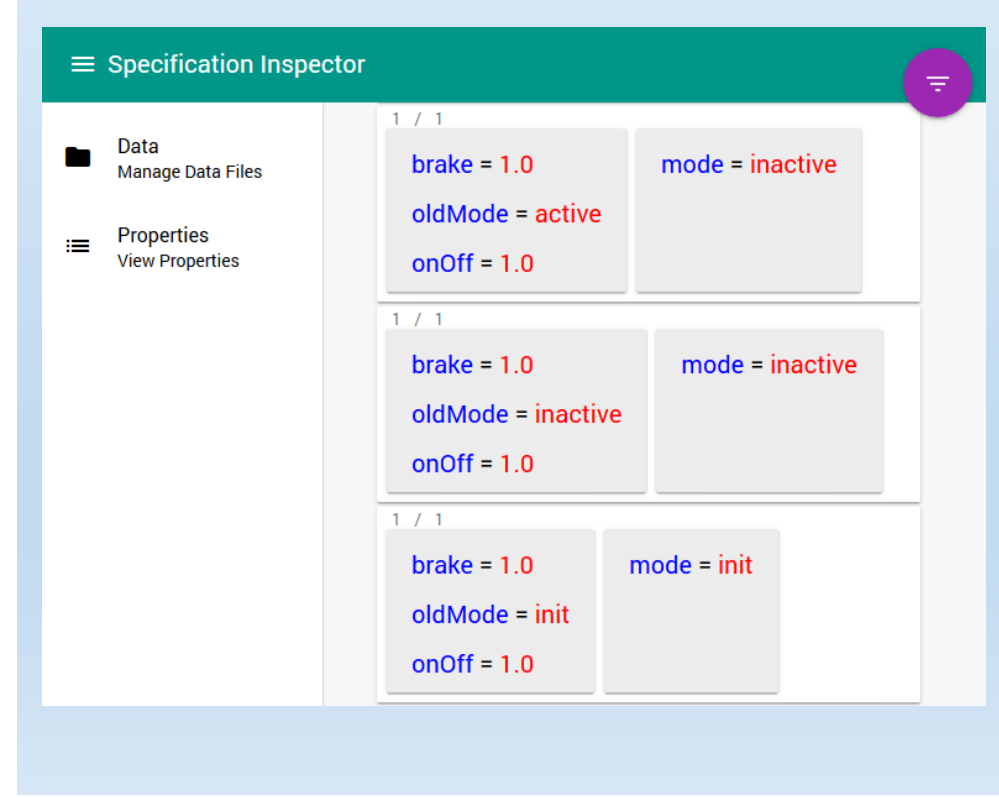 Specification Inspector
Data
Manage Data Files
Properties
View Properties
1 / 1
brake = 1.0
mode = inactive
oldMode = active
onOff = 1.0
1 / 1
brake = 1.0
mode = inactive
oldMode = inactive
onOff = 1.0
1 / 1
brake = 1.0
mode = init
oldMode = init
onOff = 1.0